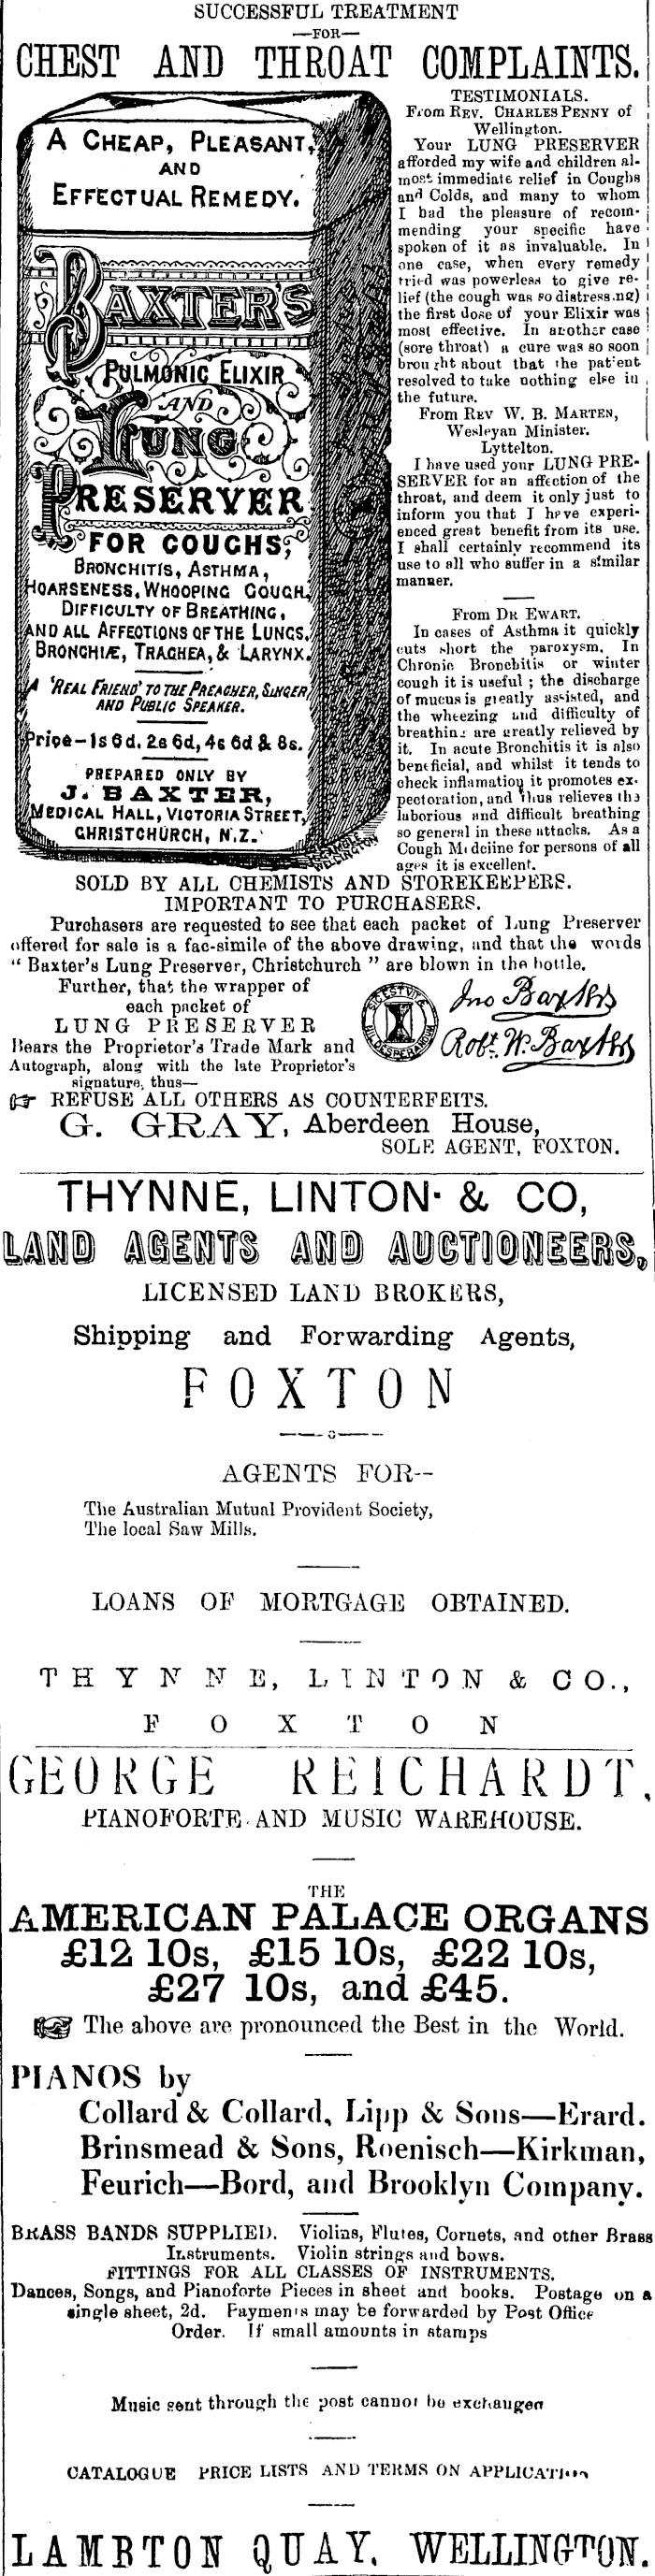 SUCCESSFUL TREATMENT
—FOR—
CHEST AND THROAT COMPLAINTS.
A CHEAP, PLEASANT,
AND
EFFECTUAL REMEDY.
BAXTER'S
PULMONIC ELIXIR
AND
LUNG
PRESERVER
FOR COUGHS,
BRONCHITIS, ASTHMA,
HOARSENESS, WHOOPING COUGH,
DIFFICULTY OF BREATHING,
AND ALL AFFECTIONS OF THE LUNGS,
BRONCHIÆ, TRACHEA, & LARYNX.
A 'REAL FRIEND' TO THE PREACHER, SINGER,
AND PUBLIC SPEAKER.
Price—1s 6d, 2s 6d, 4s 6d & 8s.
PREPARED ONLY BY
J. BAXTER,
MEDICAL HALL, VICTORIA STREET,
CHRISTCHURCH, N.Z.
TESTIMONIALS.
From REV. CHARLES PENNY of
Wellington.
Your LUNG PRESERVER
afforded my wife and children al-
most immediate relief in Coughs
and Colds, and many to whom
I had the pleasure of recom-
mending your specific have
spoken of it as invaluable. In
one case, when every remedy
tried was powerless to give re-
lief (the cough was so distressing)
the first dose of your Elixir was
most effective. In another case
(sore throat) a cure was so soon
brought about that the patient
resolved to take nothing else in
the future.
From REV W. B. MARTEN,
Wesleyan Minister.
Lyttelton.
I have used your LUNG PRE-
SERVER for an affection of the
throat, and deem it only just to
inform you that I have experi-
enced great benefit from its use.
I shall certainly recommend its
use to all who suffer in a similar
manner.
From DR EWART.
In cases of Asthma it quickly
cuts short the paroxysm. In
Chronic Bronchitis or winter
cough it is useful ; the discharge
of mucus is greatly assisted, and
the wheezing and difficulty of
breathing are greatly relieved by
it. In acute Bronchitis it is also
beneficial, and whilst it tends to
check inflamation it promotes ex-
pectoration, and thus relieves the
laborious and difficult breathing
so general in these attacks. As a
Cough Mediciine for persons of all
ages it is excellent.
SOLD BY ALL CHEMISTS AND STOREKEEPERS.
IMPORTANT TO PURCHASERS.
Purchasers are requested to see that each packet of Lung Preserver
offered for sale is a fac-simile of the above drawing, and that the words
“ Baxter's Lung Preserver, Christchurch ” are blown in the bottle.
Further, that the wrapper of
each packet of
LUNG PRESERVER
Bears the Proprietor's Trade Mark and
Autograph, along with the late Proprietor's
signature, thus—
SIC EST VITA
NIL DESPERANDUM
Jno Baxter
Robt. W. Baxter
☞ REFUSE ALL OTHERS AS COUNTERFEITS.
G. GRAY, Aberdeen House,
SOLE AGENT, FOXTON.
THYNNE, LINTON & CO,
LAND AGENTS AND AUCTIONEERS,
LICENSED LAND BROKERS,
Shipping and Forwarding Agents,
FOXTON
AGENTS FOR--
The Australian Mutual Provident Society,
The local Saw Mills.
LOANS OF MORTGAGE OBTAINED.
THYNNE, LINTON & CO.,
FOXTON
GEORGE REICHARDT,
PIANOFORTE AND MUSIC WAREHOUSE.
THE
AMERICAN PALACE ORGANS
£12 10s, £15 10s, £22 10s,
£27 10s, and £45.
☞ The above are pronounced the Best in the World.
PIANOS by
Collard & Collard, Lipp & Sons—Erard.
Brinsmead & Sons, Roenisch—Kirkman,
Feurich—Bord, and Brooklyn Company.
BRASS BANDS SUPPLIED. Violins, Flutes, Cornets, and other Brass
Instruments. Violin strings and bows.
FITTINGS FOR ALL CLASSES OF INSTRUMENTS.
Dances, Songs, and Pianoforte Pieces in sheet and books. Postage on a
single sheet, 2d. Payments may be forwarded by Post Office
Order. If small amounts in stamps
Music sent through the post cannot be exchanged
CATALOGUE PRICE LISTS AND TERMS ON APPLICATION
LAMBTON QUAY, WELLINGTON.